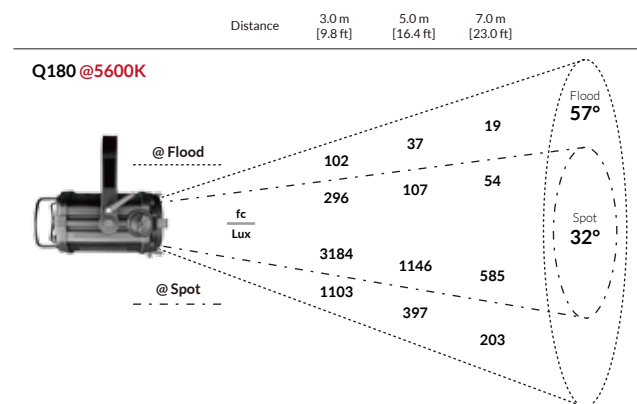 Distance 3.0 m 5.0 m 7.0 m
[9.8 ft] [16.4 ft] [23.0 ft]
Q180 @5600K
Flood
57°
19
37
@ Flood
102
54
107
296
fc
Lux
Spot
32°
3184
1146
585
@ Spot
1103
397
203